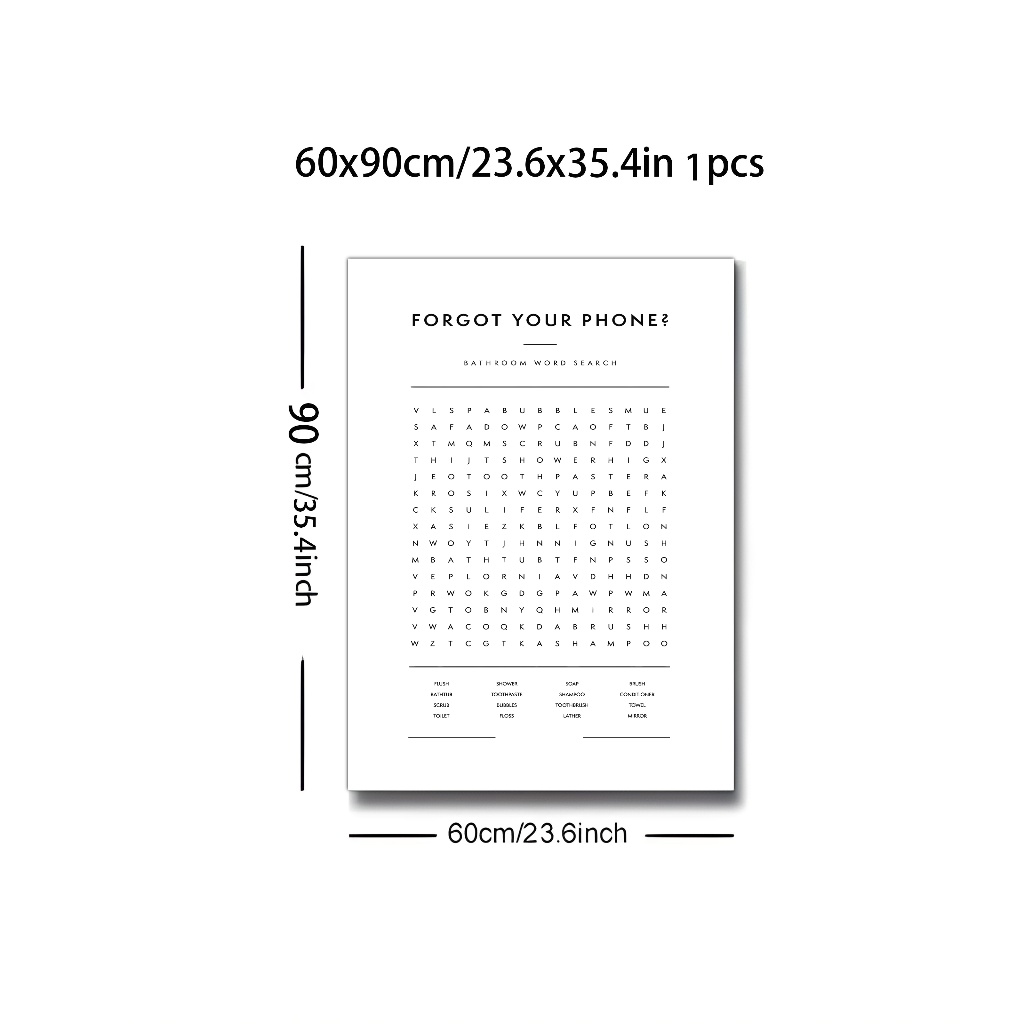 60x90cm/23.6x35.4in 1pcs
90 cm/35.4inch
FORGOT YOUR PHONE?
BATHROOM WORD SEARCH
V L S P A B U B B L E S M U E
S A F A D O W P C A O F T B J
X T M Q M S C R U B N F D D J
T H I J T S H O W E R H I G X
J E O T O O T H P A S T E R A
K R O S I X W C Y U P B E F K
C K S U L I F E R X F N F L F
X A S I E Z K B L F O T L O N
N W O Y T J H N N I G N U S H
M B A T H T U B T F N P S S O
V E P L O R N I A V D H H D N
P R W O K G D G P A W P W M A
V G T O B N Y Q H M I R R O R
V W A C O Q K D A B R U S H H
W Z T C G T K A S H A M P O O
FLUSH SHOWER SOAP BRUSH
BATHTUB TOOTHPASTE SHAMPOO CONDITIONER
SCRUB BUBBLES TOOTHBRUSH TOWEL
TOILET FLOSS LATHER MIRROR
60cm/23.6inch